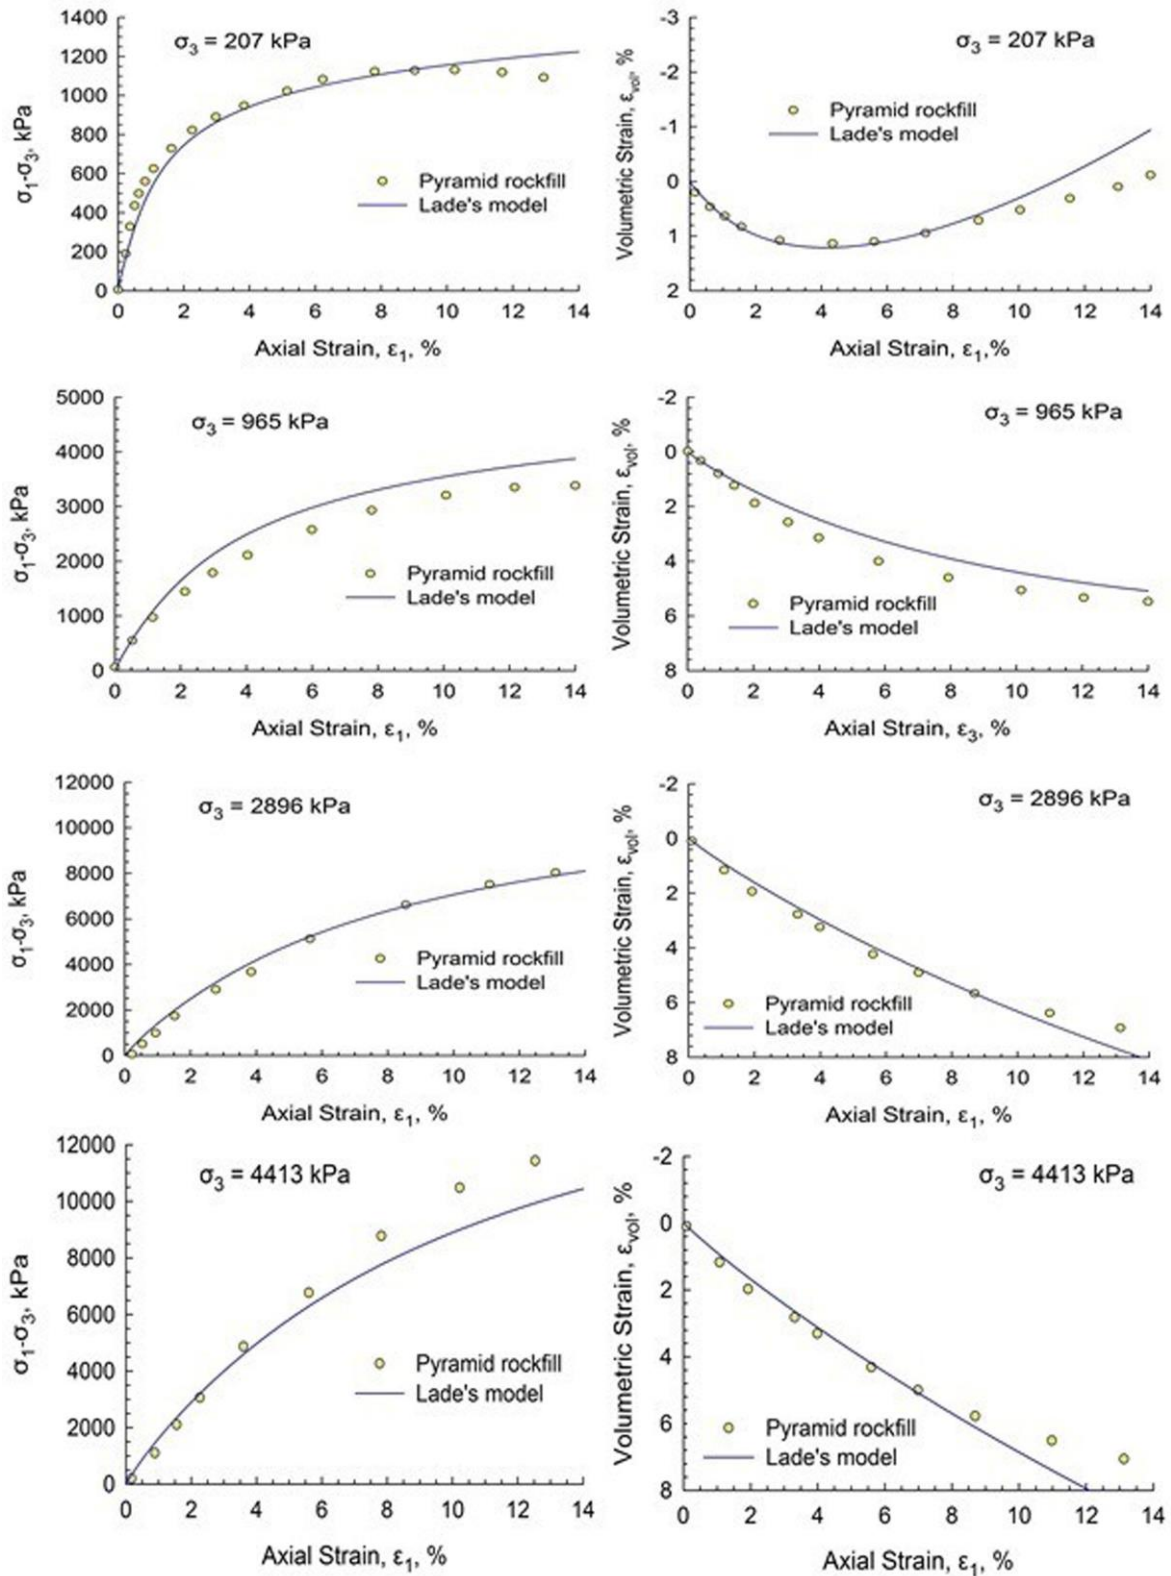 σ3 = 207 kPa
1400
1200
1000
800
600
400
200
0
σ1-σ3, kPa
Pyramid rockfill
Lade's model
0 2 4 6 8 10 12 14
Axial Strain, ε1, %
σ3 = 207 kPa
-3
-2
-1
0
1
2
Volumetric Strain, εvol, %
Pyramid rockfill
Lade's model
0 2 4 6 8 10 12 14
Axial Strain, ε1,%
σ3 = 965 kPa
5000
4000
3000
2000
1000
0
σ1-σ3, kPa
Pyramid rockfill
Lade's model
0 2 4 6 8 10 12 14
Axial Strain, ε1, %
σ3 = 965 kPa
-2
0
2
4
6
8
Volumetric Strain, εvol, %
Pyramid rockfill
Lade's model
0 2 4 6 8 10 12 14
Axial Strain, ε3, %
σ3 = 2896 kPa
12000
10000
8000
6000
4000
2000
0
σ1-σ3, kPa
Pyramid rockfill
Lade's model
0 2 4 6 8 10 12 14
Axial Strain, ε1, %
σ3 = 2896 kPa
-2
0
2
4
6
8
Volumetric Strain, εvol, %
Pyramid rockfill
Lade's model
0 2 4 6 8 10 12 14
Axial Strain, ε1, %
σ3 = 4413 kPa
12000
10000
8000
6000
4000
2000
0
σ1-σ3, kPa
Pyramid rockfill
Lade's model
0 2 4 6 8 10 12 14
Axial Strain, ε1, %
σ3 = 4413 kPa
-2
0
2
4
6
8
Volumetric Strain, εvol, %
Pyramid rockfill
Lade's model
0 2 4 6 8 10 12 14
Axial Strain, ε1, %